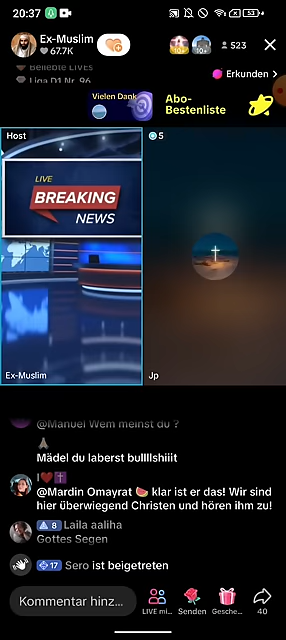 20:37
53
Ex-Muslim
67.7K
523
Beliebte LIVEs
Liga D1 Nr. 96
Erkunden >
Vielen Dank
Abo-
Bestenliste
Host
5
LIVE
BREAKING
NEWS
Ex-Muslim
Jp
@Manuel Wem meinst du ?
Mädel du laberst bulllshiiit
I
@Mardin Omayrat 🍉 klar ist er das! Wir sind
hier überwiegend Christen und hören ihm zu!
8 Laila aaliha
Gottes Segen
17 Sero ist beigetreten
Kommentar hinz...
LIVE mi...
Senden
Gesche...
40